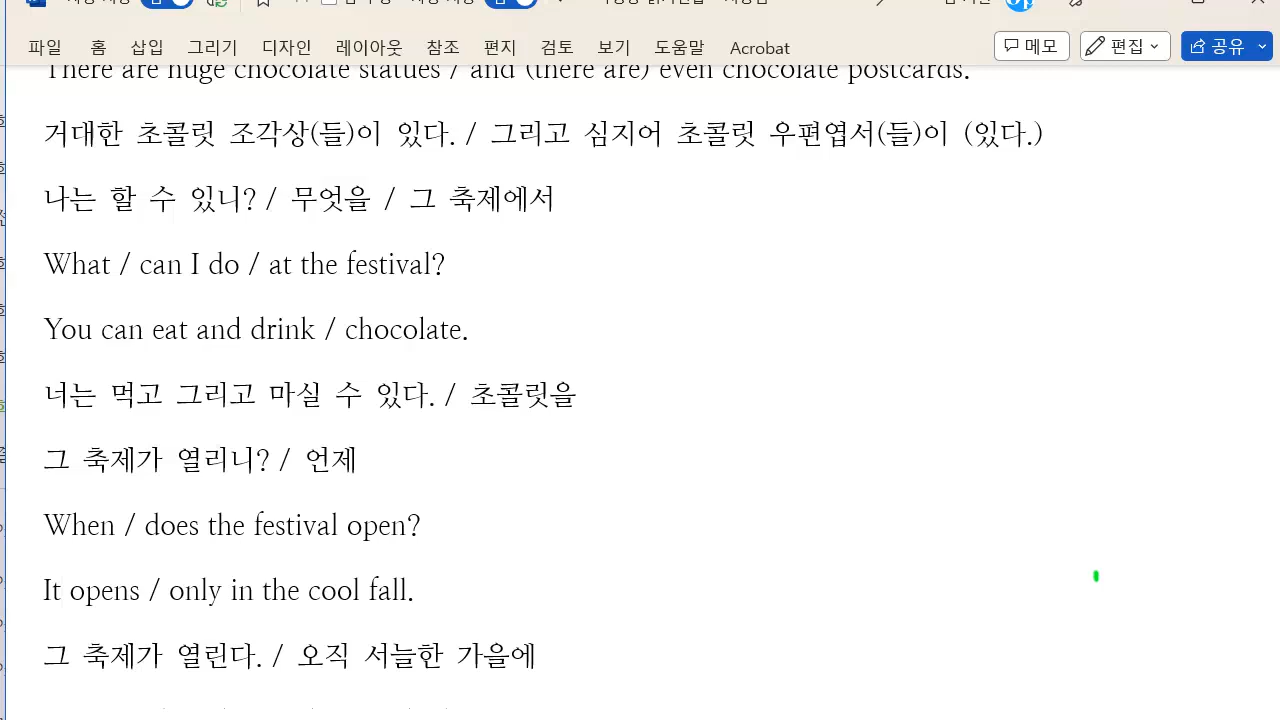 파일 홈 삽입 그리기 디자인 레이아웃 참조 편지 검토 보기 도움말 Acrobat 메모 편집 공유
There are huge chocolate statues / and (there are) even chocolate postcards.
거대한 초콜릿 조각상(들)이 있다. / 그리고 심지어 초콜릿 우편엽서(들)이 (있다.)
나는 할 수 있니? / 무엇을 / 그 축제에서
What / can I do / at the festival?
You can eat and drink / chocolate.
너는 먹고 그리고 마실 수 있다. / 초콜릿을
그 축제가 열리니? / 언제
When / does the festival open?
It opens / only in the cool fall.
그 축제가 열린다. / 오직 서늘한 가을에